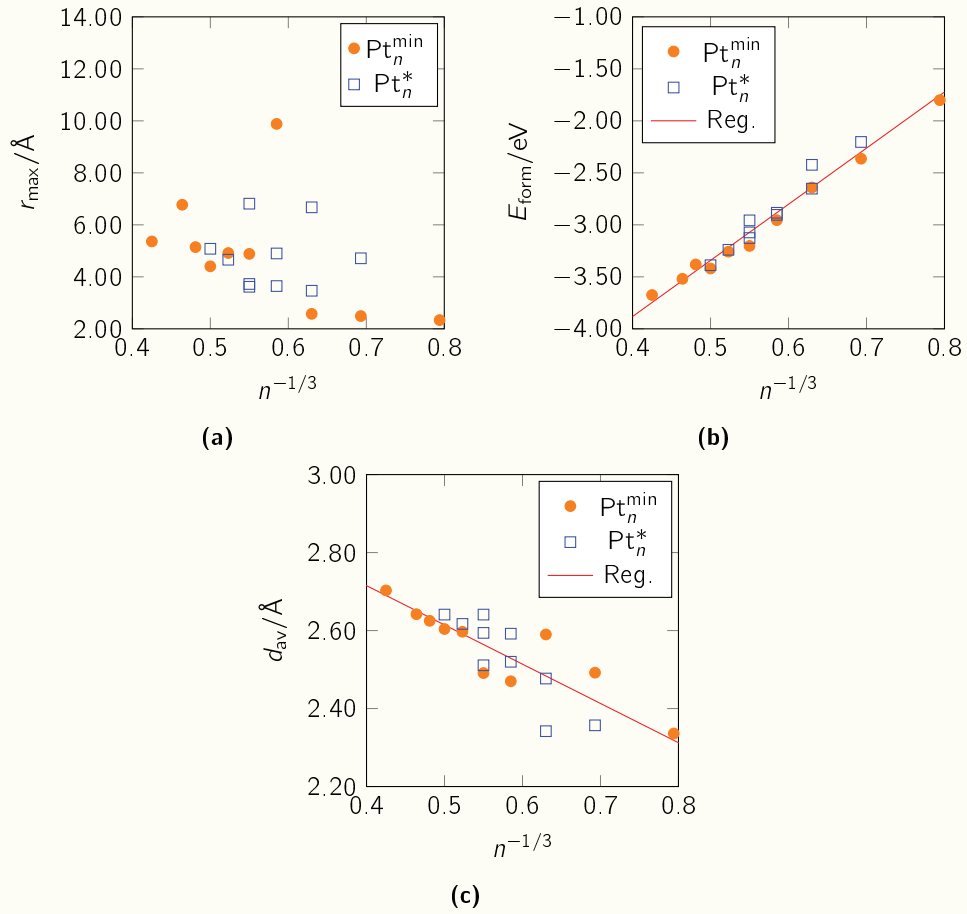 14.00
12.00
10.00
8.00
6.00
4.00
2.00
r_max/Å
0.4 0.5 0.6 0.7 0.8
n^{−1/3}
Pt_n^min
Pt_n^*
(a)
−1.00
−1.50
−2.00
−2.50
−3.00
−3.50
−4.00
E_form/eV
0.4 0.5 0.6 0.7 0.8
n^{−1/3}
Pt_n^min
Pt_n^*
Reg.
(b)
3.00
2.80
2.60
2.40
2.20
d_av/Å
0.4 0.5 0.6 0.7 0.8
n^{−1/3}
Pt_n^min
Pt_n^*
Reg.
(c)